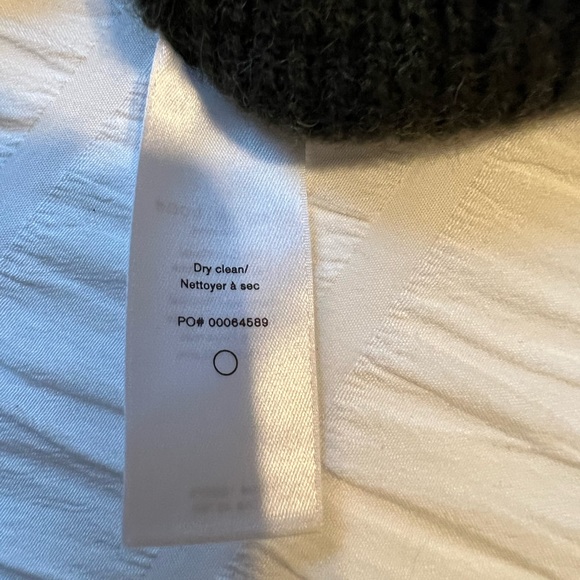 Dry clean/
Nettoyer à sec
PO# 00064589